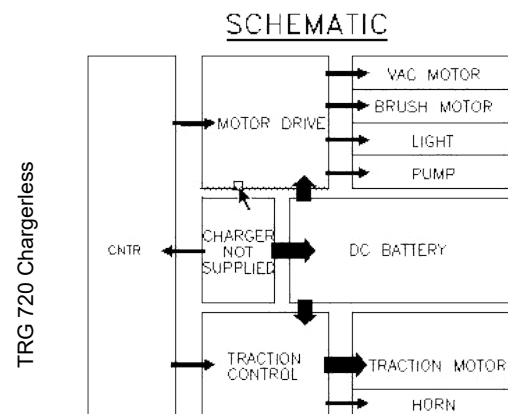 SCHEMATIC
TRG 720 Chargerless
CNTR
MOTOR DRIVE
VAC MOTOR
BRUSH MOTOR
LIGHT
PUMP
CHARGER
NOT
SUPPLIED
DC BATTERY
TRACTION
CONTROL
TRACTION MOTOR
HORN